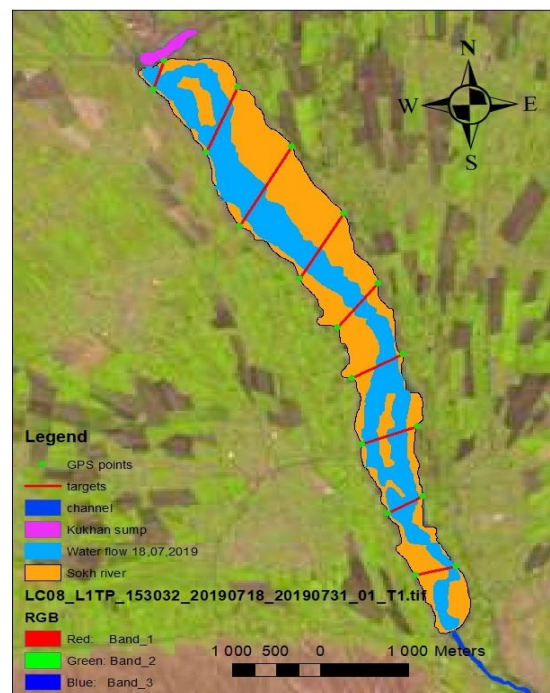 N
W E
S
Legend
GPS points
targets
channel
Kukhan sump
Water flow 18,07,2019
Sokh river
LC08_L1TP_153032_20190718_20190731_01_T1.tif
RGB
Red: Band_1
Green: Band_2
Blue: Band_3
1 000 500 0 1 000 Meters